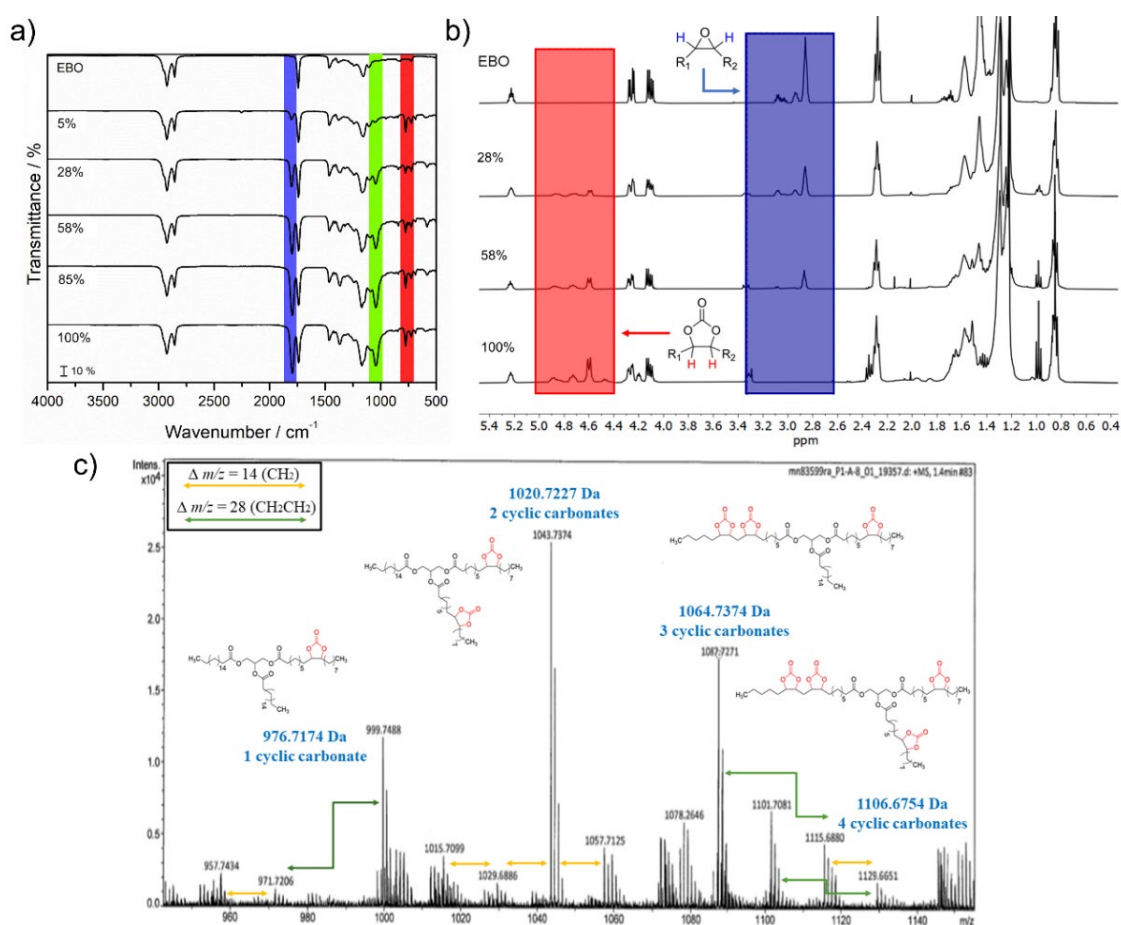 a)
EBO
5%
28%
58%
85%
100%
10 %
Transmittance / %
4000 3500 3000 2500 2000 1500 1000 500
Wavenumber / cm⁻¹
b)
EBO
28%
58%
100%
H O H
R₁ R₂
O
O O
R₁ R₂
H H
5.4 5.2 5.0 4.8 4.6 4.4 4.2 4.0 3.8 3.6 3.4 3.2 3.0 2.8 2.6 2.4 2.2 2.0 1.8 1.6 1.4 1.2 1.0 0.8 0.6 0.4
ppm
c)
Intens.
x10⁴
mn83599ra_P1-A-8_01_19357.d: +MS, 1.4min #83
Δ m/z = 14 (CH₂)
Δ m/z = 28 (CH₂CH₂)
1020.7227 Da
2 cyclic carbonates
1043.7374
1064.7374 Da
3 cyclic carbonates
1087.7271
976.7174 Da
1 cyclic carbonate
999.7488
1106.6754 Da
4 cyclic carbonates
957.7434
971.7206
1015.7099
1029.6886
1057.7125
1078.2646
1101.7081
1115.6880
1129.6651
2.5
2.0
1.5
1.0
0.5
0.0
960 980 1000 1020 1040 1060 1080 1100 1120 1140 m/z